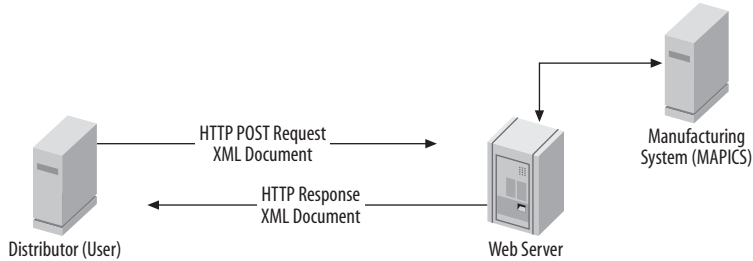 HTTP POST Request
XML Document
HTTP Response
XML Document
Distributor (User)
Web Server
Manufacturing
System (MAPICS)